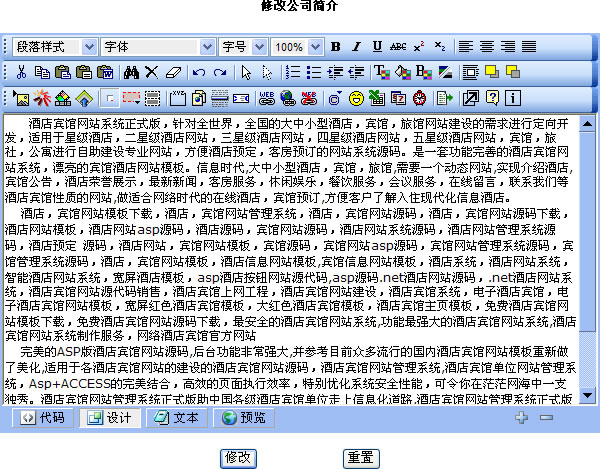 修改公司简介
段落样式 字体 字号 100% B I U ABC x² x₂
酒店宾馆网站系统正式版，针对全世界，全国的大中小型酒店，宾馆，旅馆网站建设的需求进行定向开
发，适用于星级酒店，二星级酒店网站，三星级酒店网站，四星级酒店网站，五星级酒店网站，宾馆，旅
社，公寓进行自助建设专业网站，方便酒店预定，客房预订的网站系统源码。是一套功能完善的酒店宾馆网
站系统，漂亮的宾馆酒店网站模板。信息时代,大中小型酒店，宾馆，旅馆,需要一个动态网站,实现介绍酒店,
宾馆公告，酒店荣誉展示，最新新闻，客房服务，休闲娱乐，餐饮服务，会议服务，在线留言，联系我们等
酒店宾馆性质的网站,做适合网络时代的在线酒店，宾馆预订,方便客户了解入住现代化信息酒店。
酒店，宾馆网站模板下载，酒店，宾馆网站管理系统，酒店，宾馆网站源码，酒店，宾馆网站源码下载，
酒店网站模板，酒店网站asp源码，酒店源码，宾馆网站源码，酒店网站系统源码，酒店网站管理系统源
码，酒店预定 源码，酒店网站，宾馆网站模板，宾馆源码，宾馆网站asp源码，宾馆网站管理系统源码，宾
馆管理系统源码，酒店，宾馆网站模板，酒店信息网站模板,宾馆信息网站模板，酒店系统，酒店网站系统，
智能酒店网站系统，宽屏酒店模板，asp酒店按钮网站源代码,asp源码.net酒店网站源码，.net酒店网站系
统，酒店宾馆网站源代码销售，酒店宾馆上网工程，酒店宾馆网站建设，酒店宾馆系统，电子酒店宾馆，电
子酒店宾馆网站模板，宽屏红色酒店宾馆模板，大红色酒店宾馆模板，酒店宾馆主页模板，免费酒店宾馆网
站模板下载，免费酒店宾馆网站源码下载，最安全的酒店宾馆网站系统,功能最强大的酒店宾馆网站系统,酒店
宾馆网站系统制作服务，网络酒店宾馆官方网站
完美的ASP版酒店宾馆网站源码,后台功能非常强大,并参考目前众多流行的国内酒店宾馆网站模板重新做
了美化,适用于各酒店宾馆网站的建设的酒店宾馆网站源码，酒店宾馆网站管理系统,酒店宾馆单位网站管理系
统，Asp+ACCESS的完美结合，高效的页面执行效率，特别优化系统安全性能，可令你在茫茫网海中一支
独秀。酒店宾馆网站管理系统正式版助中国各级酒店宾馆单位走上信息化道路,酒店宾馆网站管理系统正式版
代码 设计 文本 预览
修改 重置